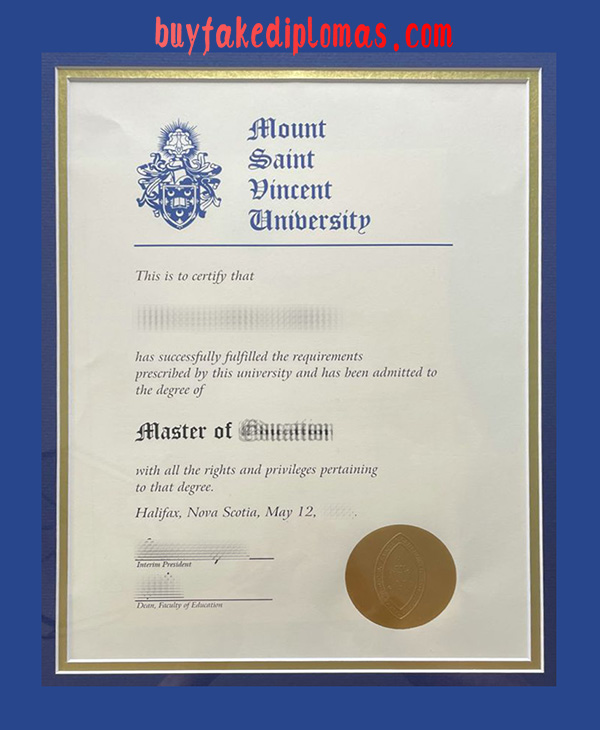 buyfakediplomas.com
Mount
Saint
Vincent
University
This is to certify that
has successfully fulfilled the requirements
prescribed by this university and has been admitted to
the degree of
Master of
with all the rights and privileges pertaining
to that degree.
Halifax, Nova Scotia, May 12,
Interim President
Dean, Faculty of Education